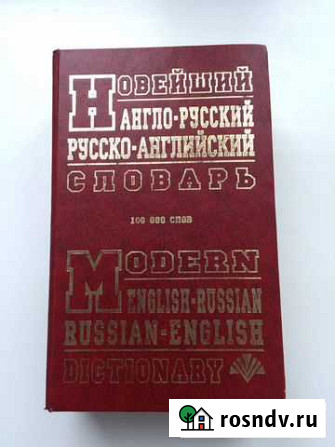 НОВЕЙШИЙ
АНГЛО-РУССКИЙ
РУССКО-АНГЛИЙСКИЙ
СЛОВАРЬ
100 000 СЛОВ
MODERN
ENGLISH-RUSSIAN
RUSSIAN-ENGLISH
DICTIONARY
rosndv.ru